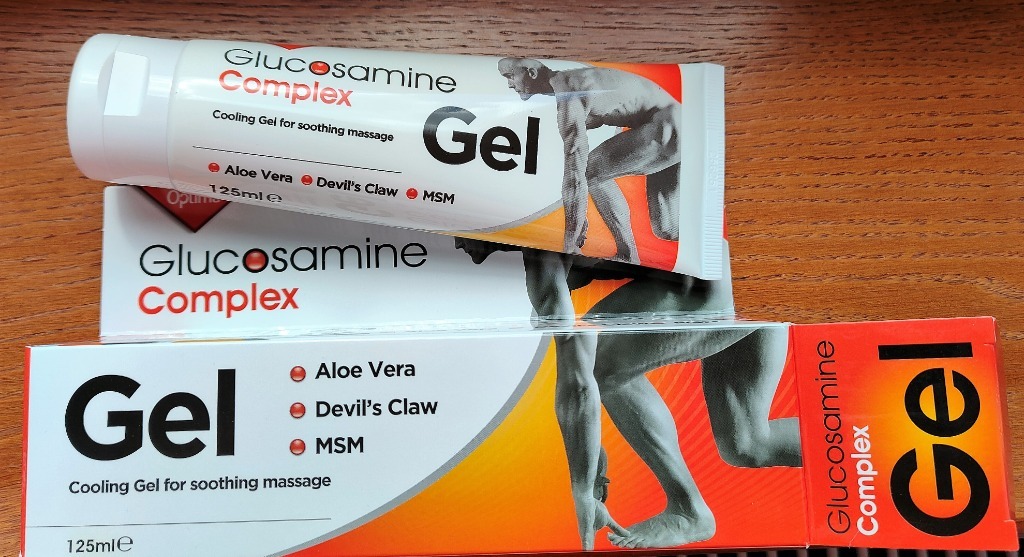 Glucosamine
Complex
Gel
Cooling Gel for soothing massage
Aloe Vera Devil's Claw MSM
125ml e
Glucosamine
Complex
Gel
Aloe Vera
Devil's Claw
MSM
Cooling Gel for soothing massage
125ml e
Glucosamine
Complex
Gel